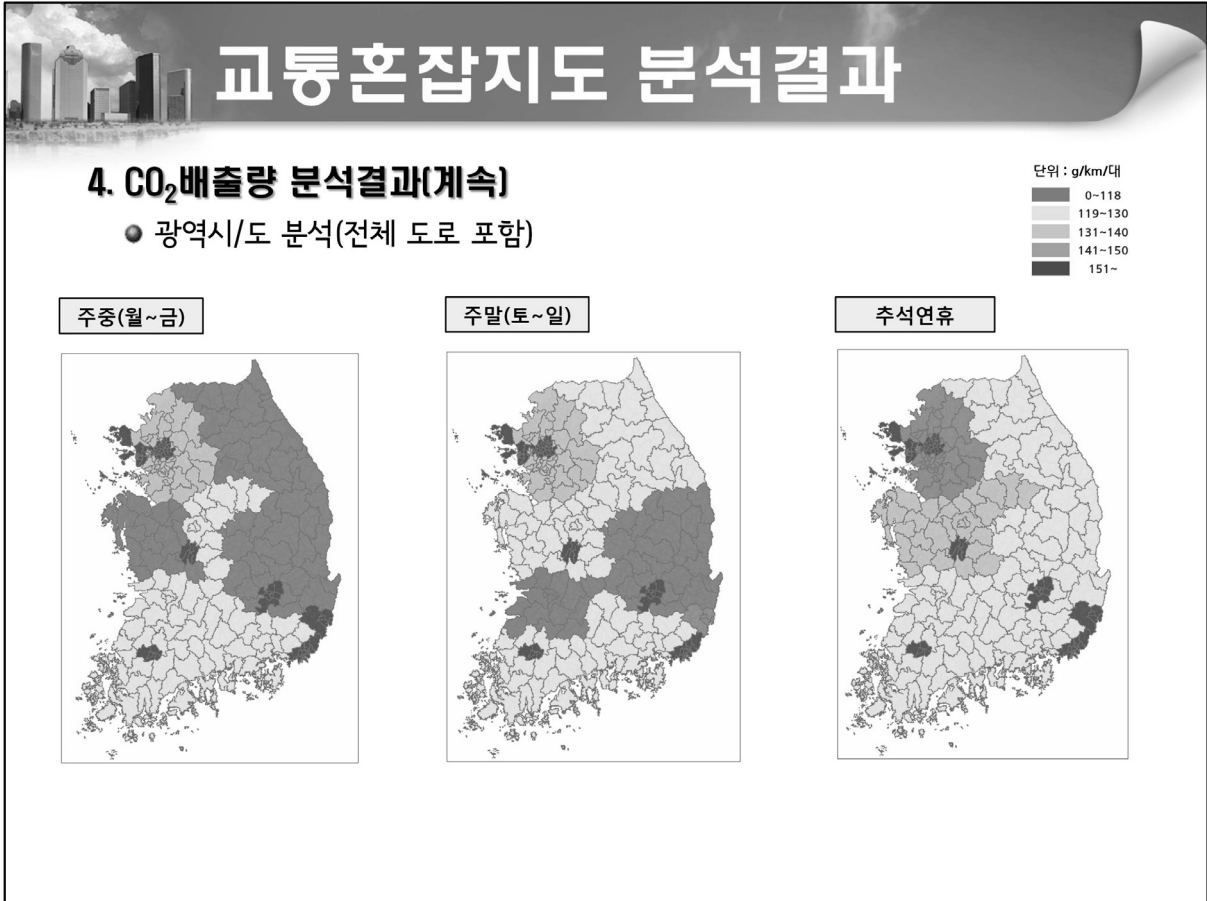 교통혼잡지도 분석결과
4. CO₂배출량 분석결과(계속)
광역시/도 분석(전체 도로 포함)
단위 : g/km/대
0~118
119~130
131~140
141~150
151~
주중(월~금)
주말(토~일)
추석연휴